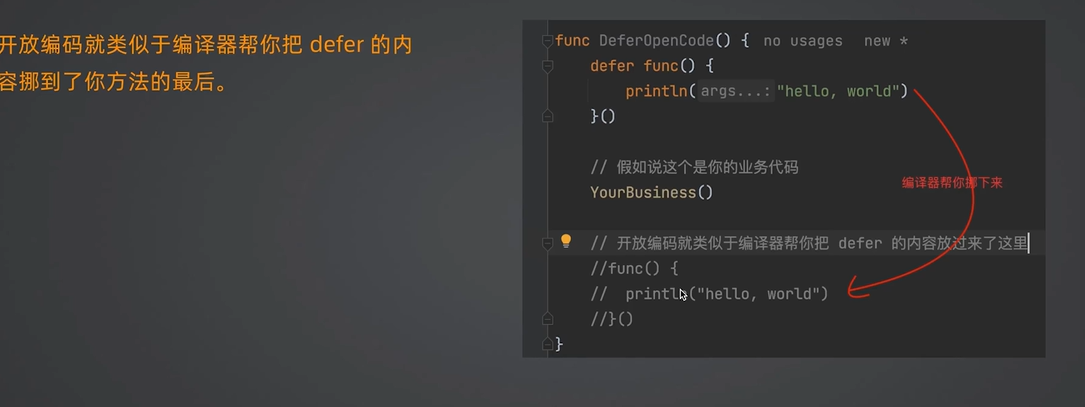 开放编码就类似于编译器帮你把 defer 的内
容挪到了你方法的最后。
func DeferOpenCode() { no usages new *
defer func() {
println( args...: "hello, world")
}()
// 假如说这个是你的业务代码
YourBusiness()
编译器帮你挪下来
// 开放编码就类似于编译器帮你把 defer 的内容放过来了这里
//func() {
// println("hello, world")
//}()
}